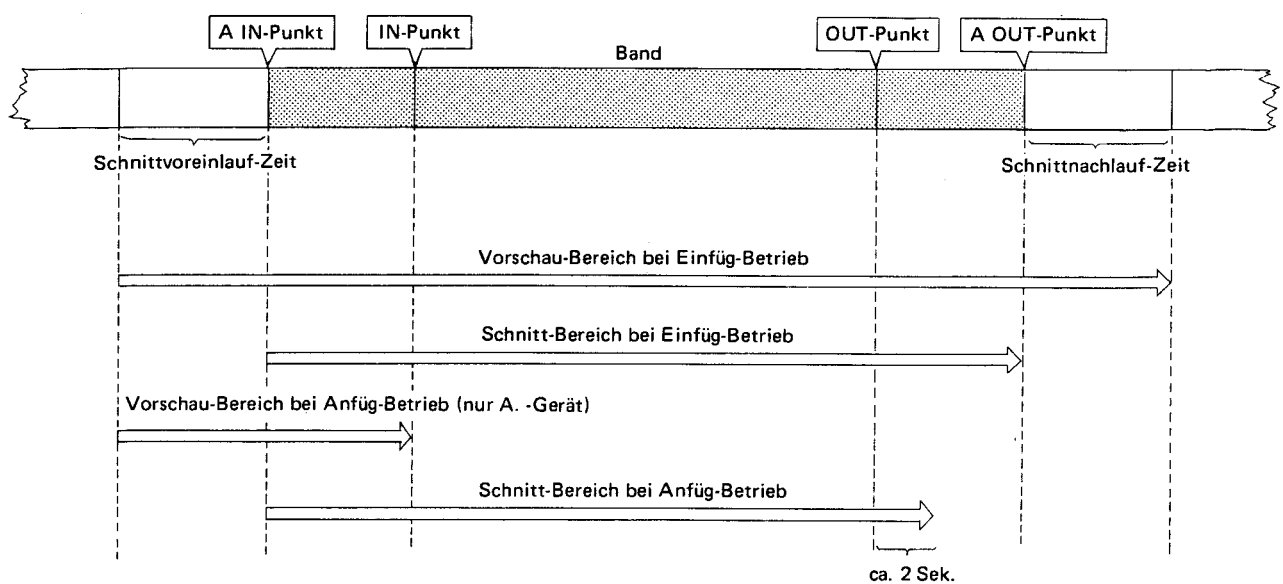 A IN-Punkt
IN-Punkt
OUT-Punkt
A OUT-Punkt
Band
Schnittvoreinlauf-Zeit
Schnittnachlauf-Zeit
Vorschau-Bereich bei Einfüg-Betrieb
Schnitt-Bereich bei Einfüg-Betrieb
Vorschau-Bereich bei Anfüg-Betrieb (nur A. -Gerät)
Schnitt-Bereich bei Anfüg-Betrieb
ca. 2 Sek.